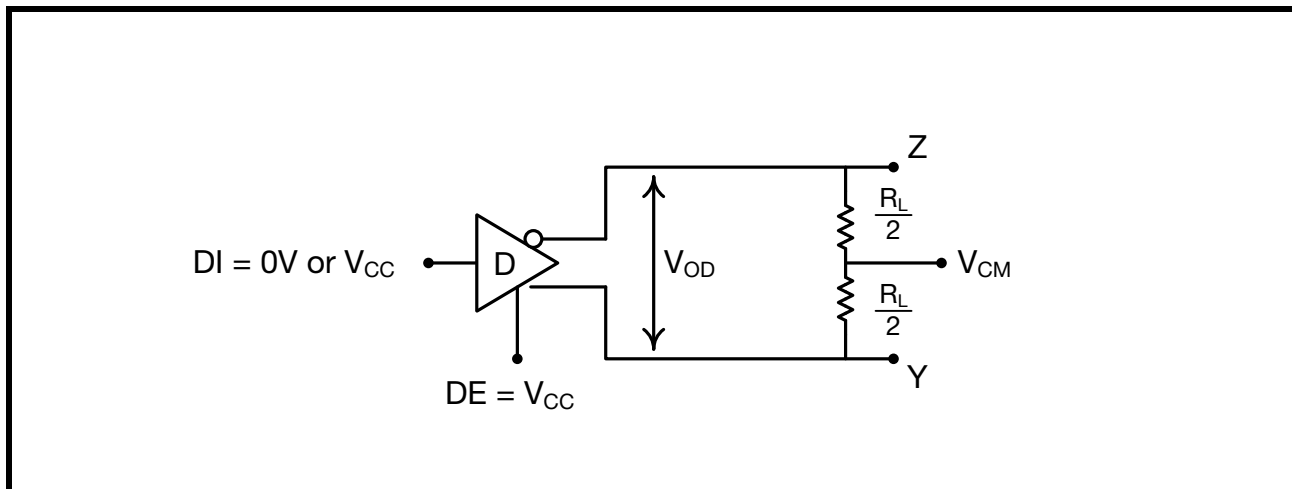 Z
R_L
2
DI = 0V or V_CC
D
V_OD
V_CM
R_L
2
Y
DE = V_CC